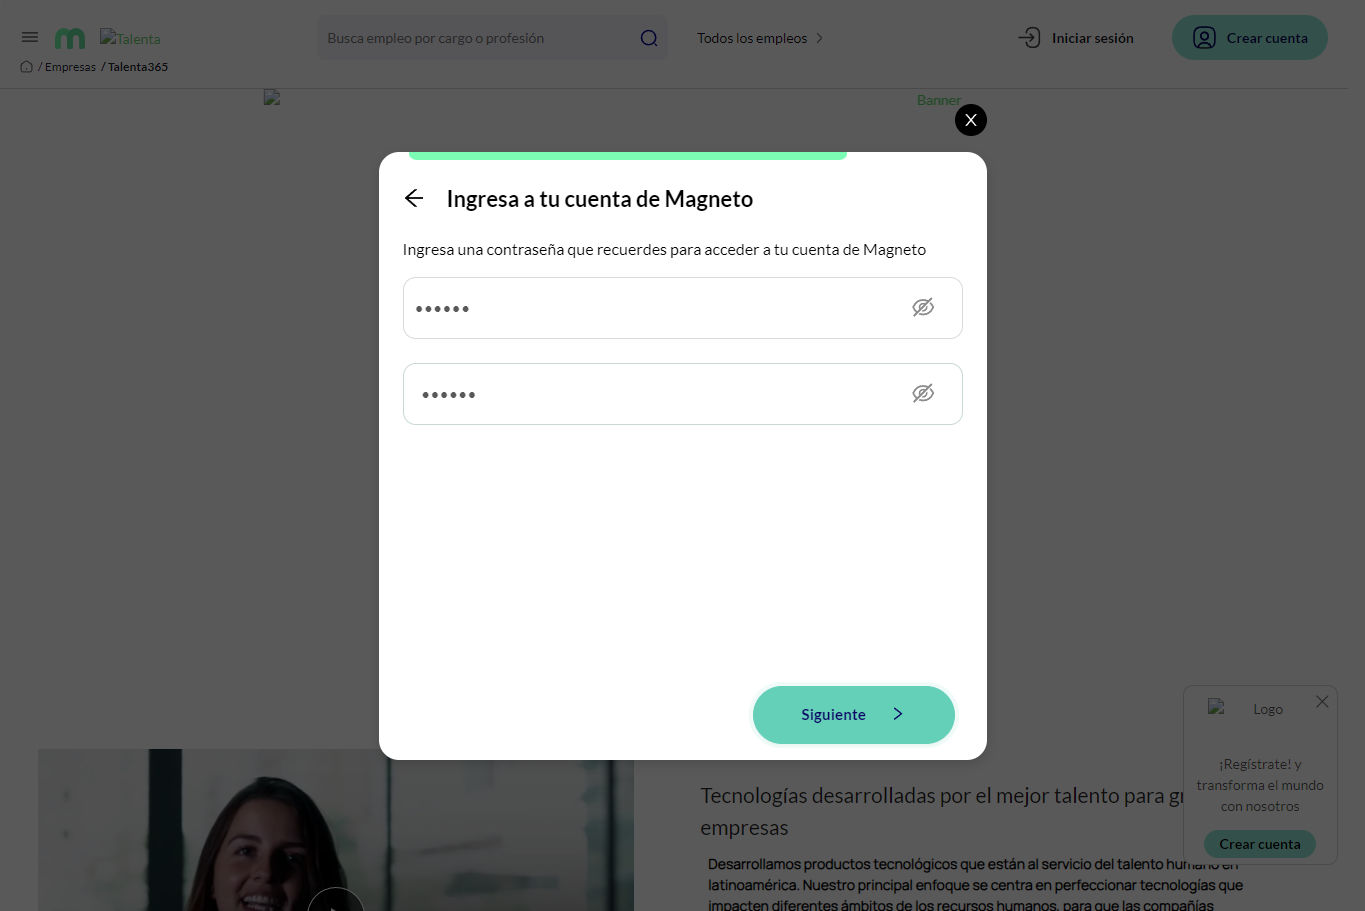 Talenta
Busca empleo por cargo o profesión
Todos los empleos
Iniciar sesión
Crear cuenta
/ Empresas / Talenta365
Banner
X
Ingresa a tu cuenta de Magneto
Ingresa una contraseña que recuerdes para acceder a tu cuenta de Magneto
••••••
••••••
Siguiente
Logo
¡Regístrate! y
transforma el mundo
con nosotros
Crear cuenta
Tecnologías desarrolladas por el mejor talento para
empresas
Desarrollamos productos tecnológicos que están al servicio del talento humano en
latinoamérica. Nuestro principal enfoque se centra en perfeccionar tecnologías que
impacten diferentes ámbitos de los recursos humanos, para que las compañías